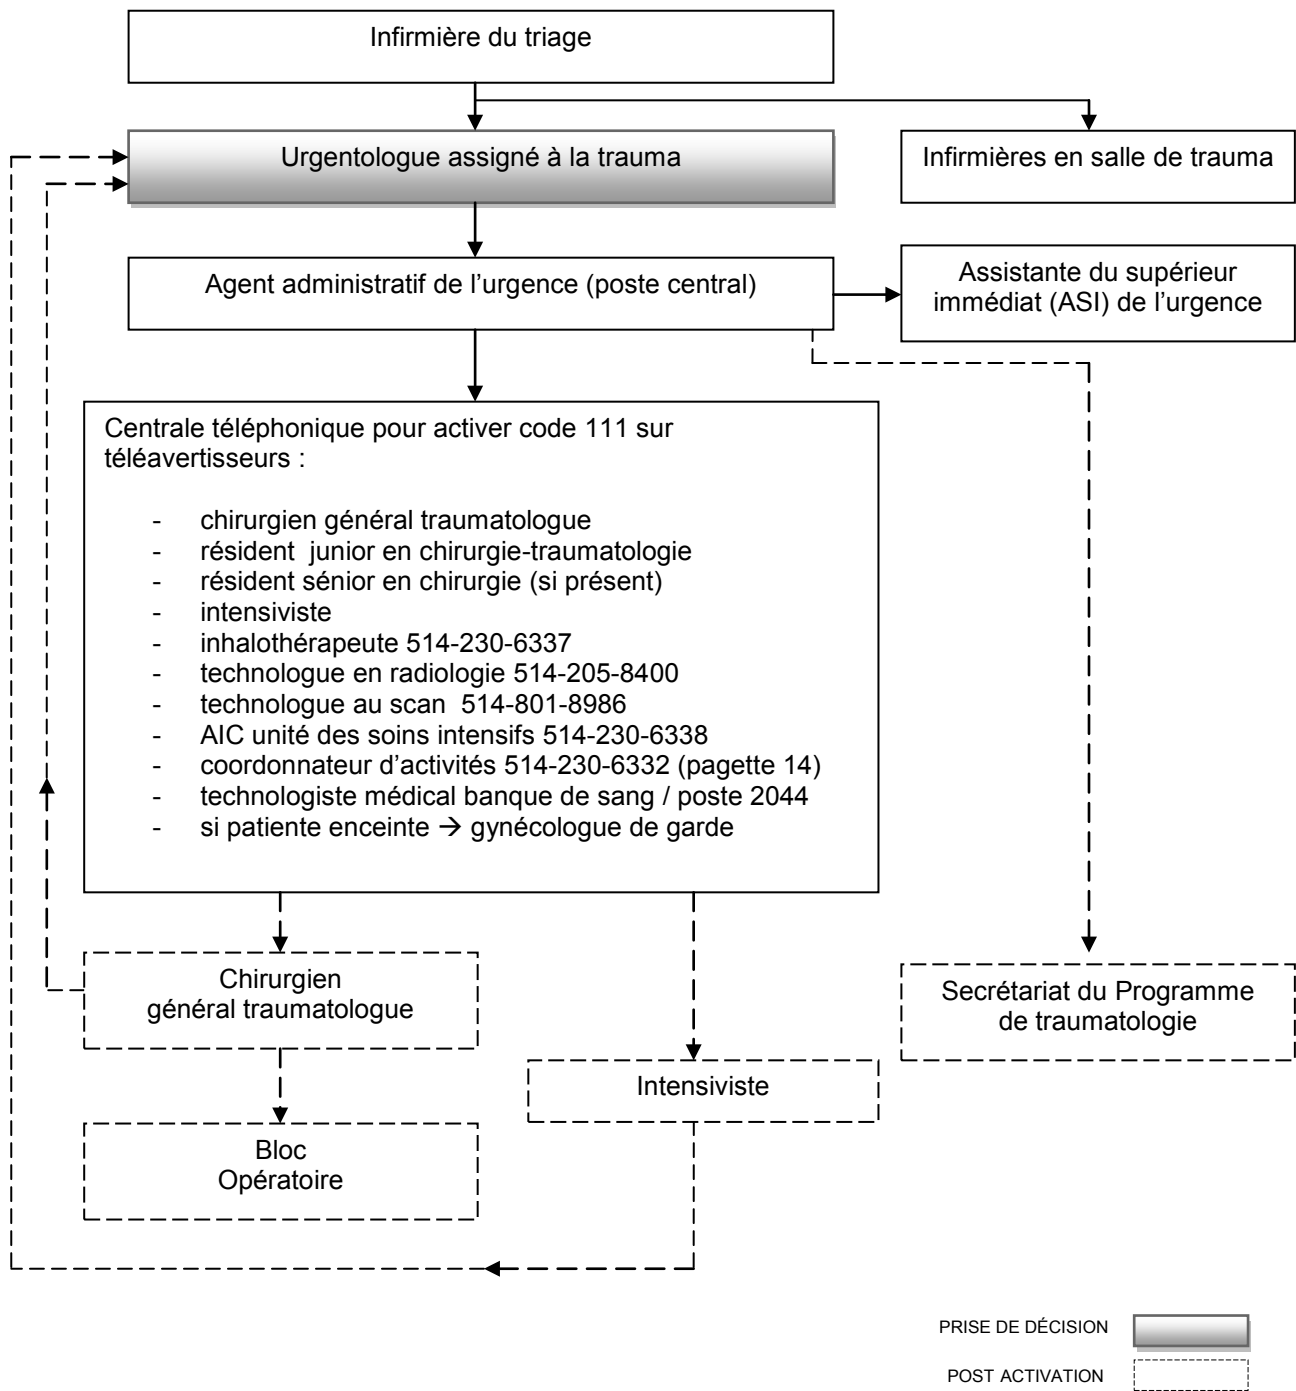 Infirmière du triage
Urgentologue assigné à la trauma
Infirmières en salle de trauma
Agent administratif de l’urgence (poste central)
Assistante du supérieur
immédiat (ASI) de l’urgence
Centrale téléphonique pour activer code 111 sur
téléavertisseurs :
- chirurgien général traumatologue
- résident junior en chirurgie-traumatologie
- résident sénior en chirurgie (si présent)
- intensiviste
- inhalothérapeute 514-230-6337
- technologue en radiologie 514-205-8400
- technologue au scan 514-801-8986
- AIC unité des soins intensifs 514-230-6338
- coordonnateur d’activités 514-230-6332 (pagette 14)
- technologiste médical banque de sang / poste 2044
- si patiente enceinte → gynécologue de garde
Chirurgien
général traumatologue
Secrétariat du Programme
de traumatologie
Intensiviste
Bloc
Opératoire
PRISE DE DÉCISION
POST ACTIVATION